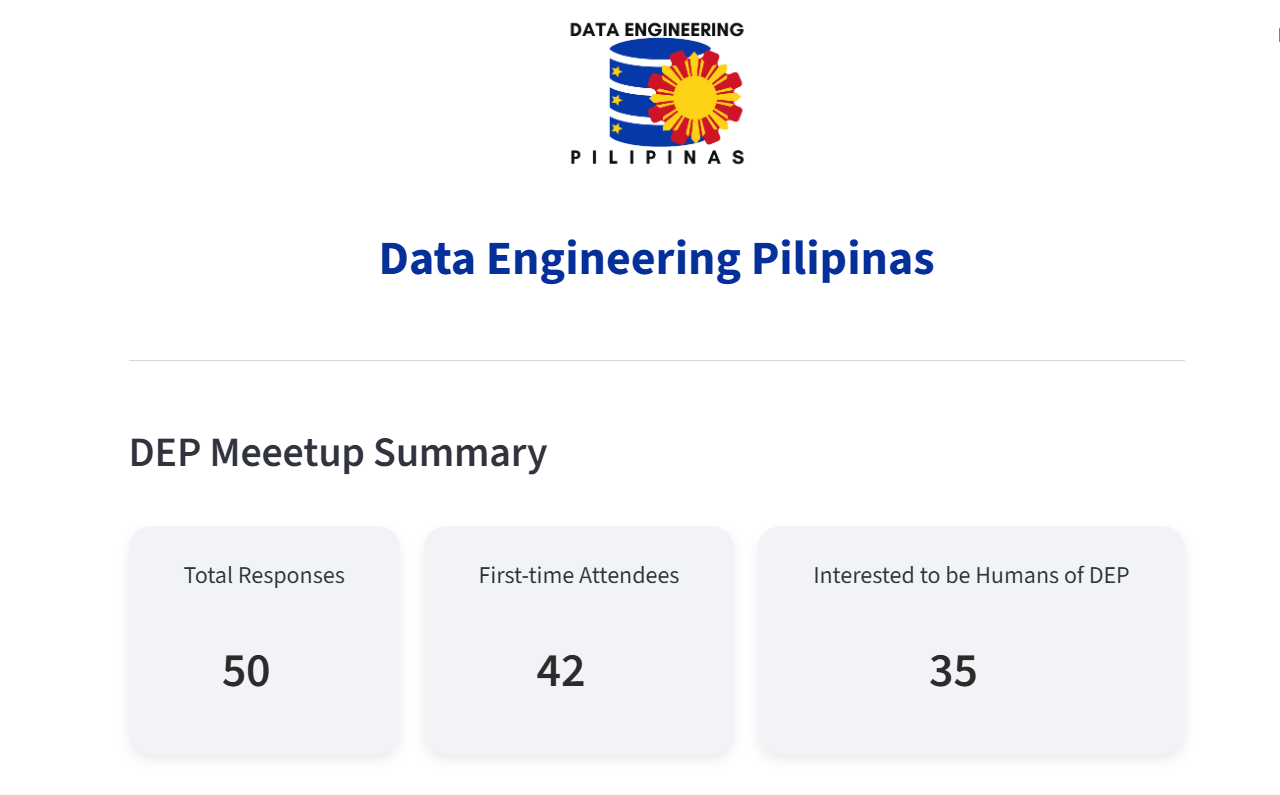 DATA ENGINEERING
PILIPINAS
Data Engineering Pilipinas
DEP Meeetup Summary
Total Responses
50
First-time Attendees
42
Interested to be Humans of DEP
35